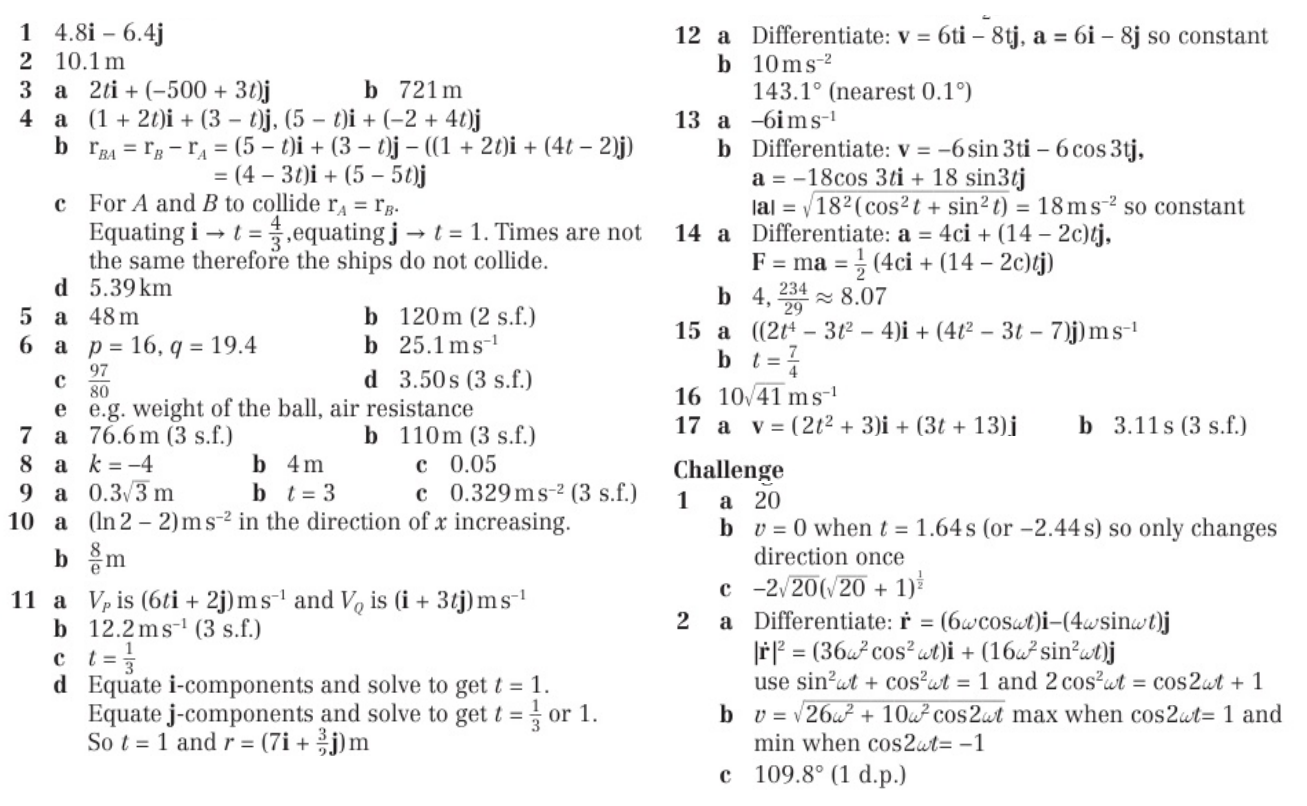 1 4.8i – 6.4j
2 10.1 m
3 a 2ti + (–500 + 3t)j b 721 m
4 a (1 + 2t)i + (3 – t)j, (5 – t)i + (–2 + 4t)j
b r_BA = r_B – r_A = (5 – t)i + (3 – t)j – ((1 + 2t)i + (4t – 2)j)
= (4 – 3t)i + (5 – 5t)j
c For A and B to collide r_A = r_B.
Equating i → t = 4/3 ,equating j → t = 1. Times are not
the same therefore the ships do not collide.
d 5.39 km
5 a 48 m b 120 m (2 s.f.)
6 a p = 16, q = 19.4 b 25.1 m s⁻¹
c 97/80 d 3.50 s (3 s.f.)
e e.g. weight of the ball, air resistance
7 a 76.6 m (3 s.f.) b 110 m (3 s.f.)
8 a k = –4 b 4 m c 0.05
9 a 0.3√3 m b t = 3 c 0.329 m s⁻² (3 s.f.)
10 a (ln 2 – 2) m s⁻² in the direction of x increasing.
b 8/e m
11 a V_P is (6ti + 2j) m s⁻¹ and V_Q is (i + 3tj) m s⁻¹
b 12.2 m s⁻¹ (3 s.f.)
c t = 1/3
d Equate i-components and solve to get t = 1.
Equate j-components and solve to get t = 1/3 or 1.
So t = 1 and r = (7i + 3/2 j) m
12 a Differentiate: v = 6ti – 8tj, a = 6i – 8j so constant
b 10 m s⁻²
143.1° (nearest 0.1°)
13 a –6i m s⁻¹
b Differentiate: v = –6 sin 3ti – 6 cos 3tj,
a = –18cos 3ti + 18 sin3tj
|a| = √(18²(cos² t + sin² t)) = 18 m s⁻² so constant
14 a Differentiate: a = 4ci + (14 – 2c)tj,
F = ma = 1/2 (4ci + (14 – 2c)tj)
b 4, 234/29 ≈ 8.07
15 a ((2t⁴ – 3t² – 4)i + (4t² – 3t – 7)j) m s⁻¹
b t = 7/4
16 10√41 m s⁻¹
17 a v = (2t² + 3)i + (3t + 13)j b 3.11 s (3 s.f.)
Challenge
1 a 20
b v = 0 when t = 1.64 s (or –2.44 s) so only changes
direction once
c –2√20(√20 + 1)^(1/2)
2 a Differentiate: ṙ = (6ωcosωt)i–(4ωsinωt)j
|ṙ|² = (36ω² cos² ωt)i + (16ω² sin²ωt)j
use sin²ωt + cos²ωt = 1 and 2 cos²ωt = cos2ωt + 1
b v = √(26ω² + 10ω² cos2ωt) max when cos2ωt= 1 and
min when cos2ωt= –1
c 109.8° (1 d.p.)